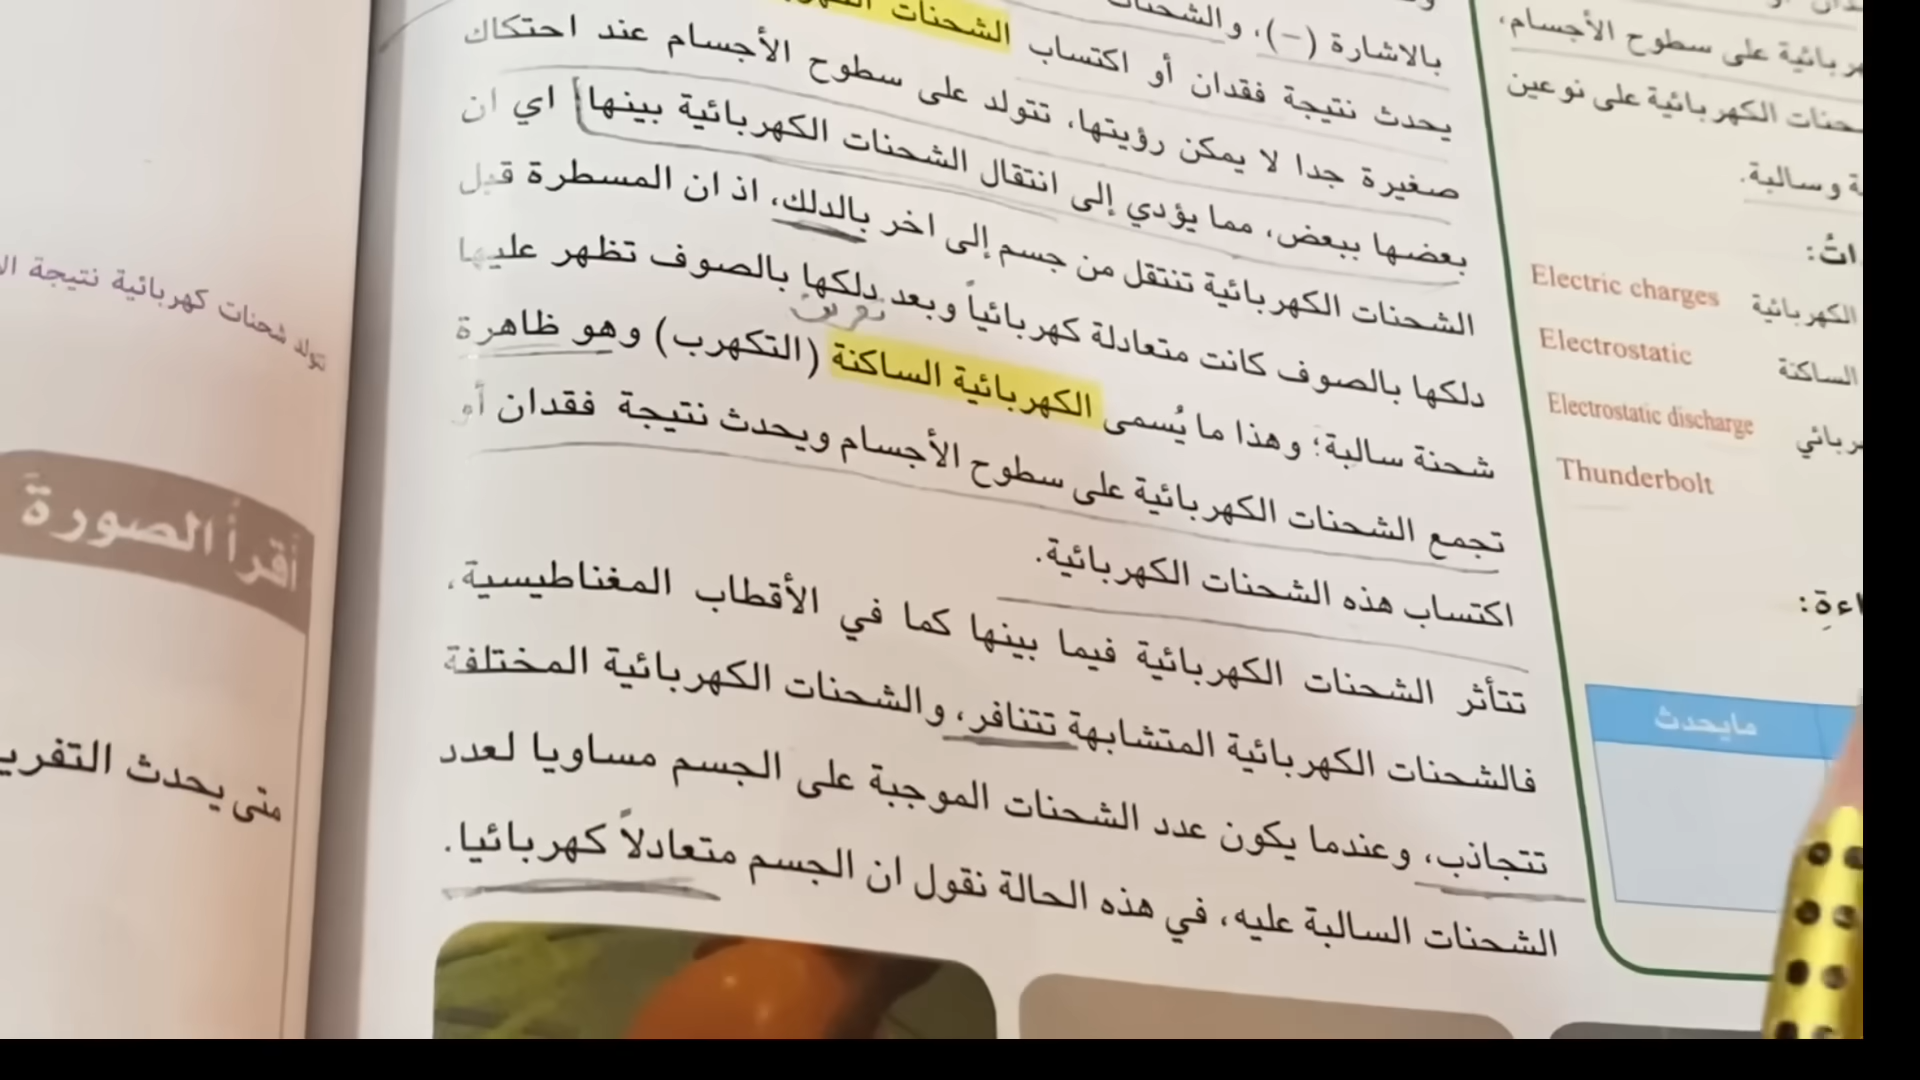 بالاشارة (-)، والشحنات
يحدث نتيجة فقدان أو اكتساب الشحنات
صغيرة جدا لا يمكن رؤيتها، تتولد على سطوح الأجسام عند احتكاك
بعضها ببعض، مما يؤدي إلى انتقال الشحنات الكهربائية بينها اي ان
الشحنات الكهربائية تنتقل من جسم إلى اخر بالدلك، اذ ان المسطرة قبل
دلكها بالصوف كانت متعادلة كهربائياً وبعد دلكها بالصوف تظهر عليها
تعريف
شحنة سالبة؛ وهذا ما يُسمى الكهربائية الساكنة (التكهرب) وهو ظاهرة
تجمع الشحنات الكهربائية على سطوح الأجسام ويحدث نتيجة فقدان أو
اكتساب هذه الشحنات الكهربائية.
تتأثر الشحنات الكهربائية فيما بينها كما في الأقطاب المغناطيسية،
فالشحنات الكهربائية المتشابهة تتنافر، والشحنات الكهربائية المختلفة
تتجاذب، وعندما يكون عدد الشحنات الموجبة على الجسم مساويا لعدد
الشحنات السالبة عليه، في هذه الحالة نقول ان الجسم متعادلاً كهربائيا.
على سطوح الأجسام،
الكهربائية على نوعين
وسالبة.
الكهربائية Electric charges
الساكنة Electrostatic
Electrostatic discharge
Thunderbolt
مايحدث
تولد شحنات كهربائية نتيجة
أقرأ الصورة
متى يحدث